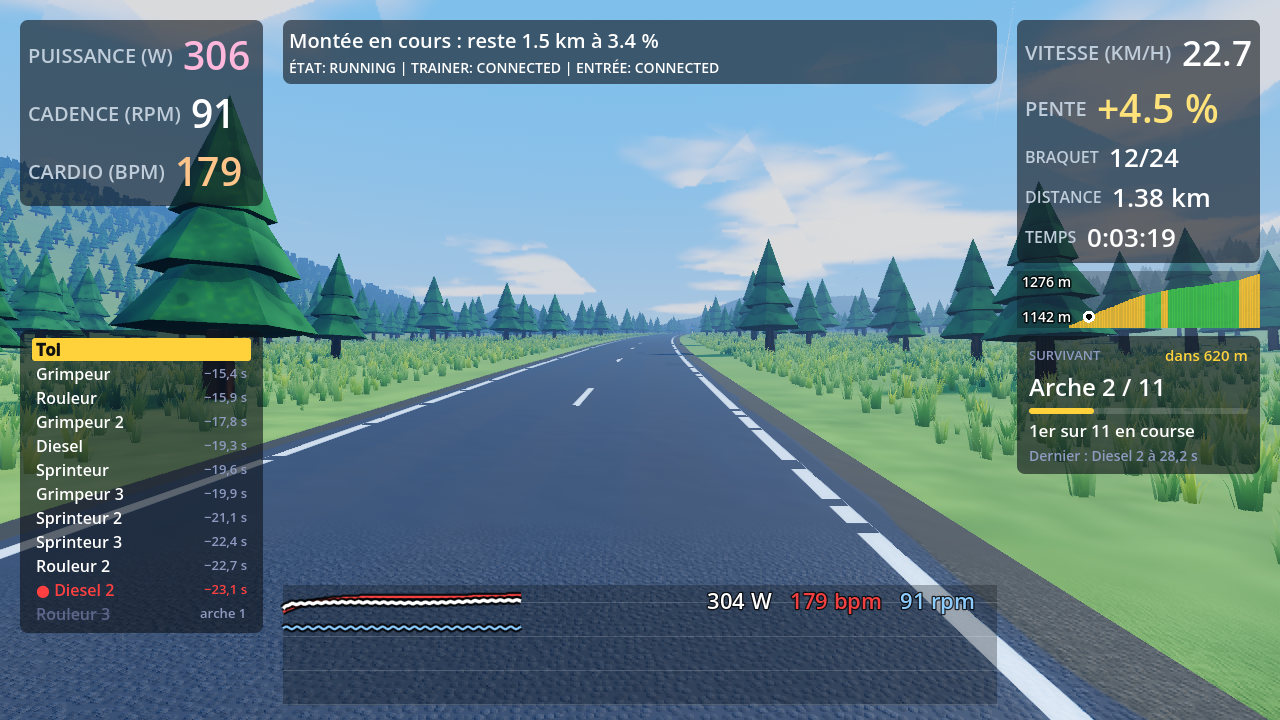 PUISSANCE (W) 306
CADENCE (RPM) 91
CARDIO (BPM) 179
Montée en cours : reste 1.5 km à 3.4 %
ÉTAT: RUNNING | TRAINER: CONNECTED | ENTRÉE: CONNECTED
VITESSE (KM/H) 22.7
PENTE +4.5 %
BRAQUET 12/24
DISTANCE 1.38 km
TEMPS 0:03:19
1276 m
1142 m
SURVIVANT dans 620 m
Arche 2 / 11
1er sur 11 en course
Dernier : Diesel 2 à 28,2 s
Toi
Grimpeur −15,4 s
Rouleur −15,9 s
Grimpeur 2 −17,8 s
Diesel −19,3 s
Sprinteur −19,6 s
Grimpeur 3 −19,9 s
Sprinteur 2 −21,1 s
Sprinteur 3 −22,4 s
Rouleur 2 −22,7 s
Diesel 2 −23,1 s
Rouleur 3 arche 1
304 W 179 bpm 91 rpm